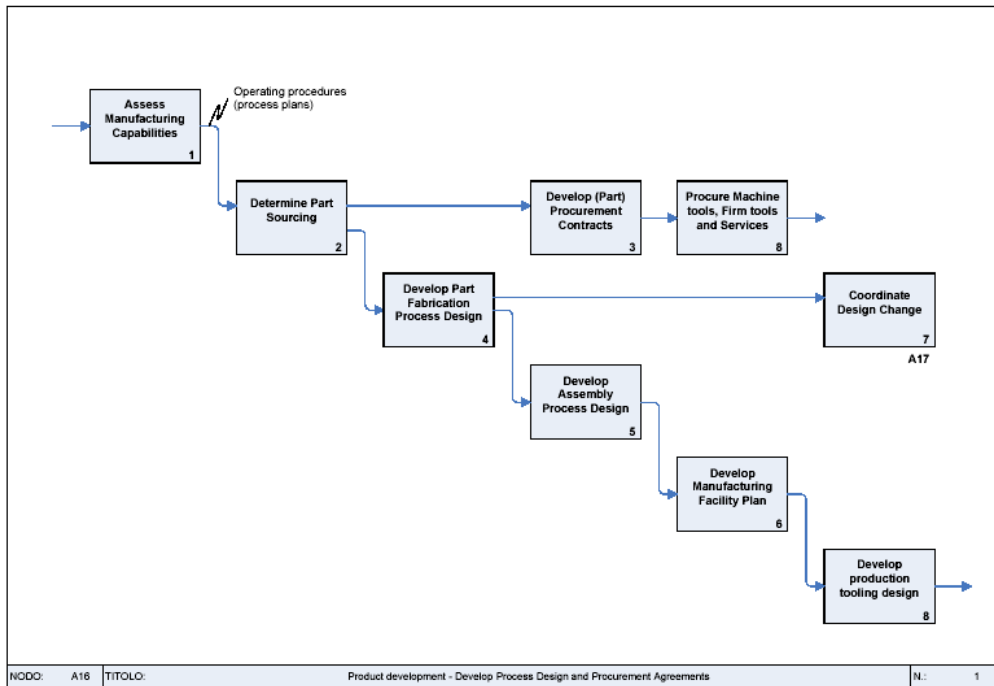 Operating procedures
(process plans)
Assess
Manufacturing
Capabilities
1
Determine Part
Sourcing
2
Develop (Part)
Procurement
Contracts
3
Procure Machine
tools, Firm tools
and Services
8
Develop Part
Fabrication
Process Design
4
Coordinate
Design Change
7
A17
Develop
Assembly
Process Design
5
Develop
Manufacturing
Facility Plan
6
Develop
production
tooling design
8
NODO: A16 TITOLO: Product development - Develop Process Design and Procurement Agreements N.: 1